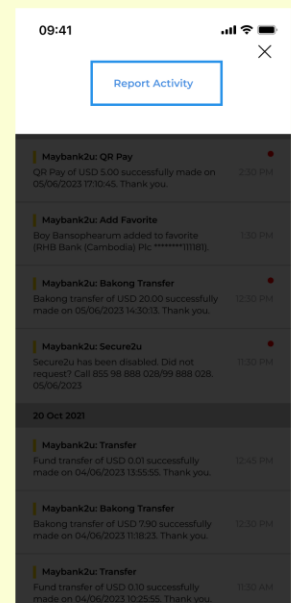 09:41
Report Activity
Maybank2u: QR Pay
QR Pay of USD 5.00 successfully made on 2:30 PM
05/06/2023 17:10:45. Thank you.
Maybank2u: Add Favorite
Boy Bansophearum added to favorite 1:30 PM
(RHB Bank (Cambodia) Plc ********111181).
Maybank2u: Bakong Transfer
Bakong transfer of USD 20.00 successfully 12:30 PM
made on 05/06/2023 14:30:13. Thank you.
Maybank2u: Secure2u
Secure2u has been disabled. Did not 11:30 PM
request? Call 855 98 888 028/99 888 028.
05/06/2023
20 Oct 2021
Maybank2u: Transfer
Fund transfer of USD 0.01 successfully 12:45 PM
made on 04/06/2023 13:55:55. Thank you.
Maybank2u: Bakong Transfer
Bakong transfer of USD 7.90 successfully 12:30 PM
made on 04/06/2023 11:18:23. Thank you.
Maybank2u: Transfer
Fund transfer of USD 0.10 successfully 11:30 AM
made on 04/06/2023 10:25:55. Thank you.